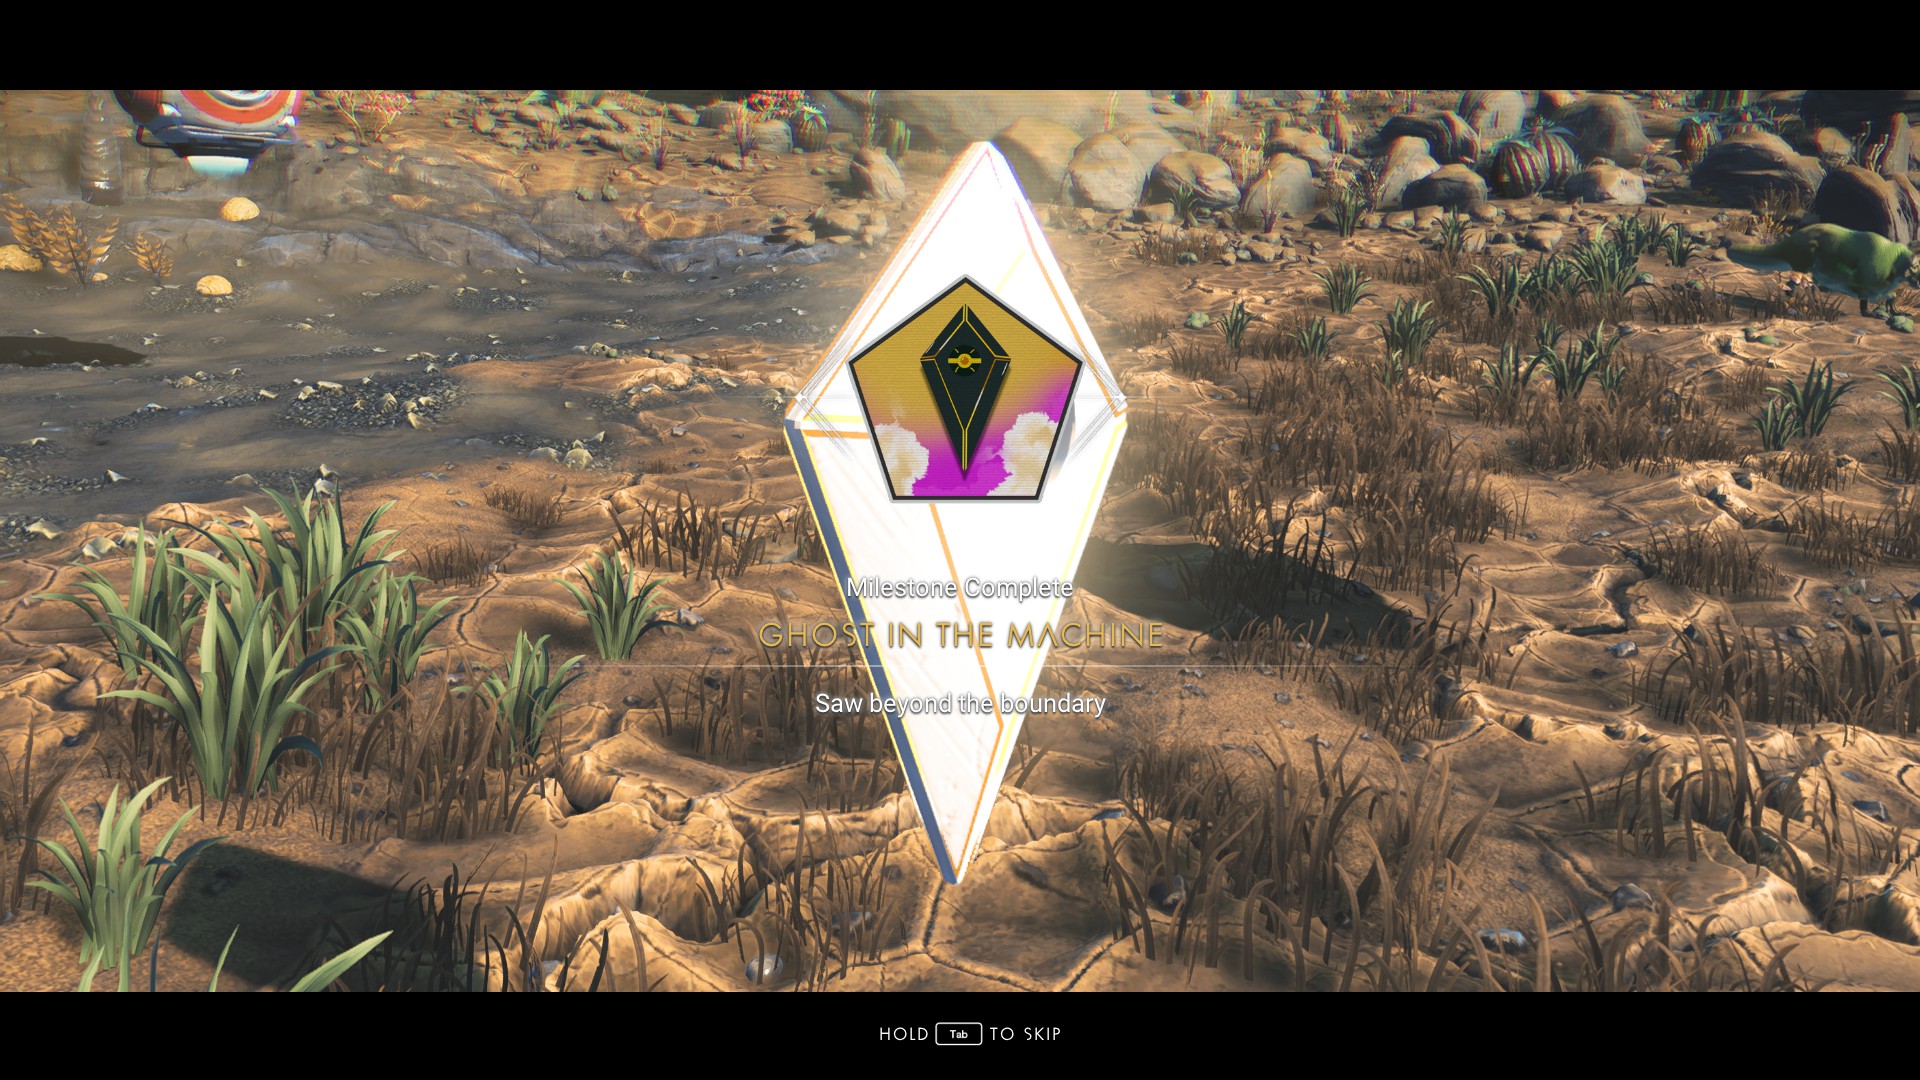 Milestone Complete
GHOST IN THE MACHINE
Saw beyond the boundary
HOLD Tab TO SKIP